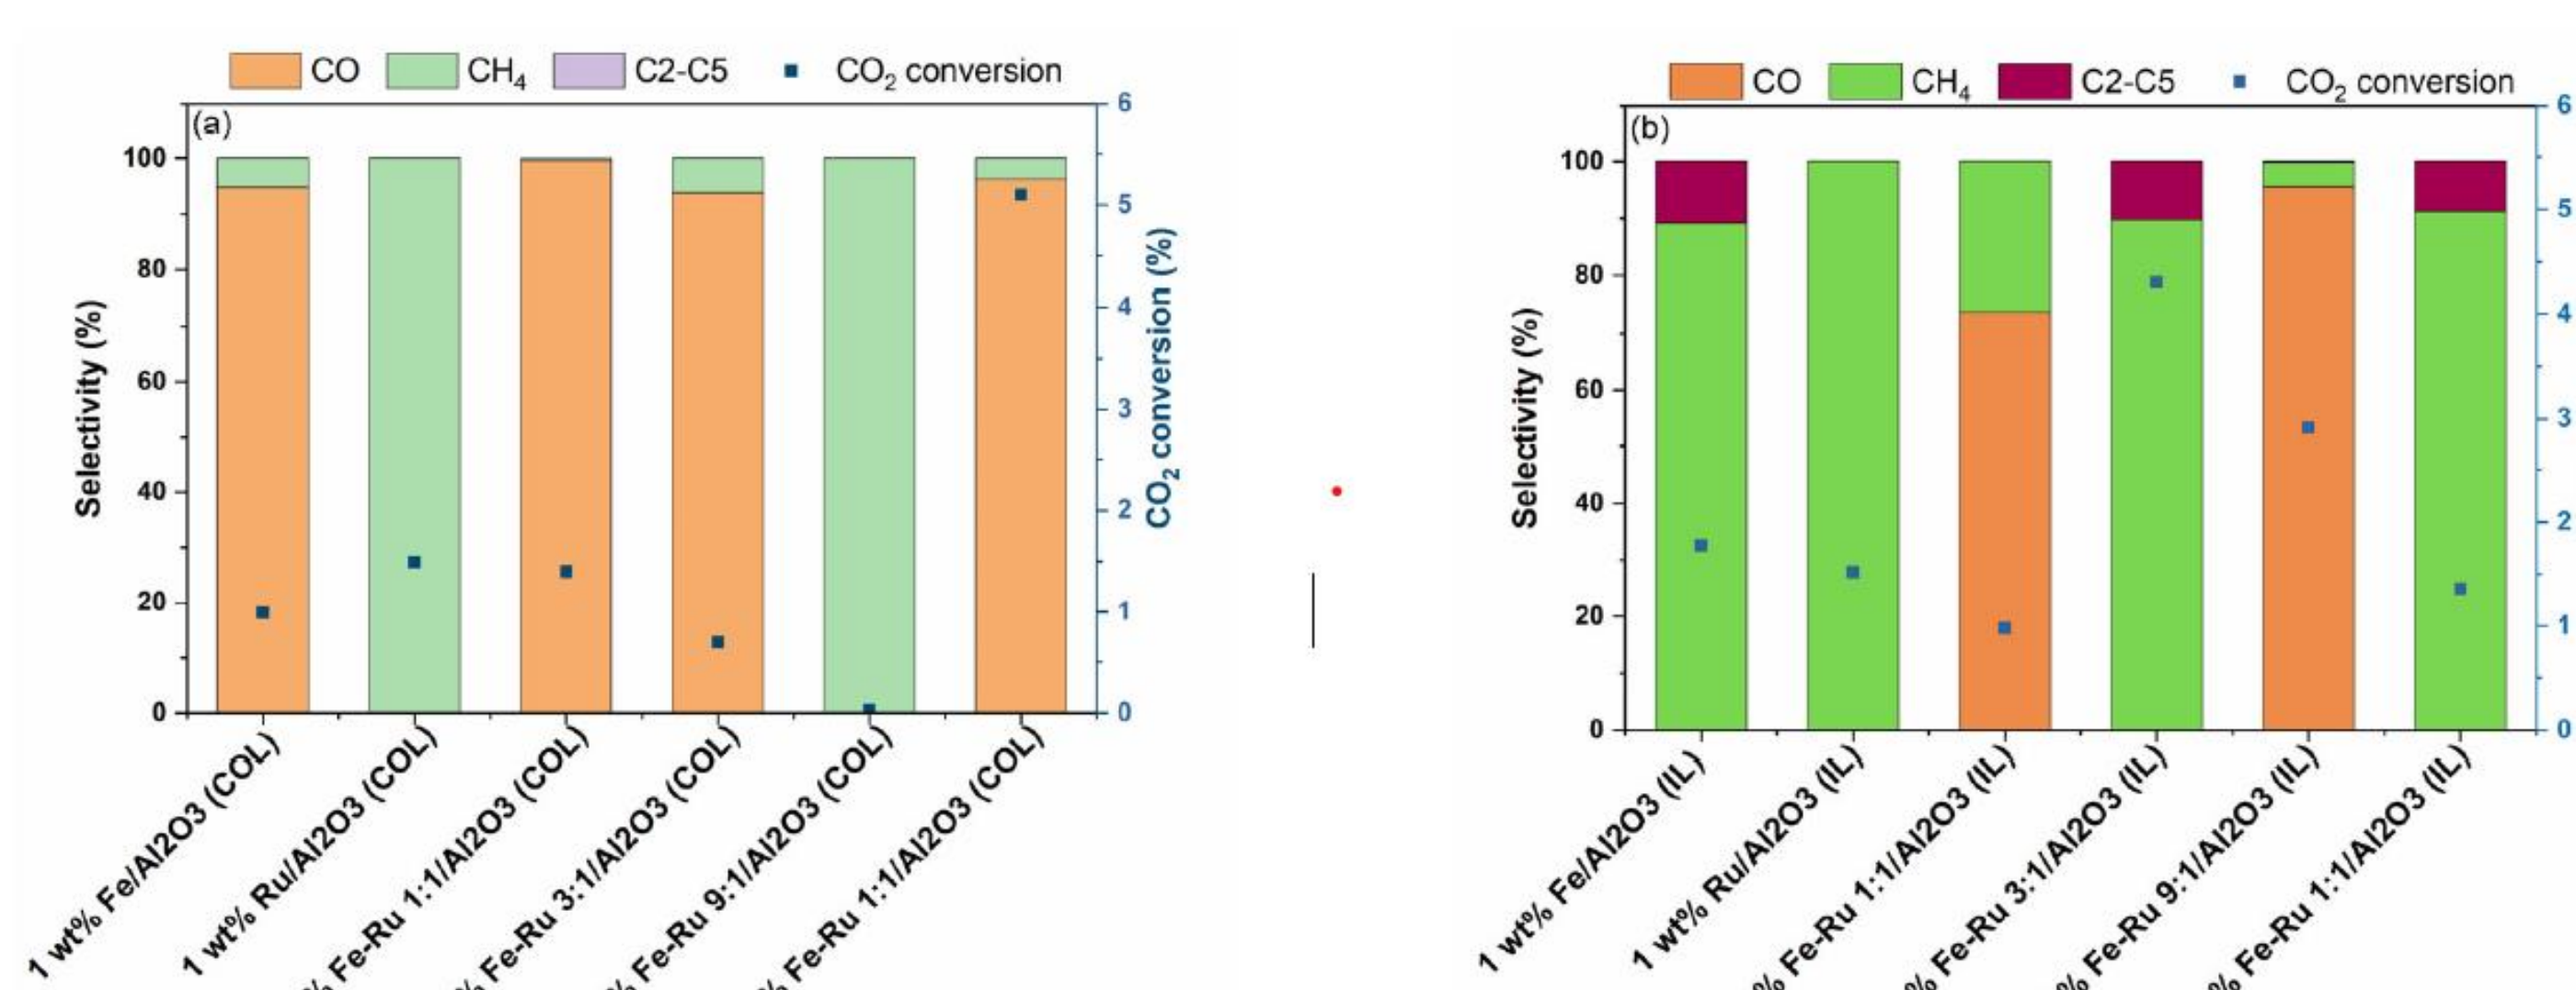 CO CH₄ C2-C5 CO₂ conversion
(a)
Selectivity (%)
100
80
60
40
20
0
6
5
4
3
2
1
0
CO₂ conversion (%)
1 wt% Fe/Al2O3 (COL)
1 wt% Ru/Al2O3 (COL)
% Fe-Ru 1:1/Al2O3 (COL)
% Fe-Ru 3:1/Al2O3 (COL)
% Fe-Ru 9:1/Al2O3 (COL)
% Fe-Ru 1:1/Al2O3 (COL)
CO CH₄ C2-C5 CO₂ conversion
(b)
Selectivity (%)
100
80
60
40
20
0
6
5
4
3
2
1
0
1 wt% Fe/Al2O3 (IL)
1 wt% Ru/Al2O3 (IL)
% Fe-Ru 1:1/Al2O3 (IL)
% Fe-Ru 3:1/Al2O3 (IL)
% Fe-Ru 9:1/Al2O3 (IL)
% Fe-Ru 1:1/Al2O3 (IL)